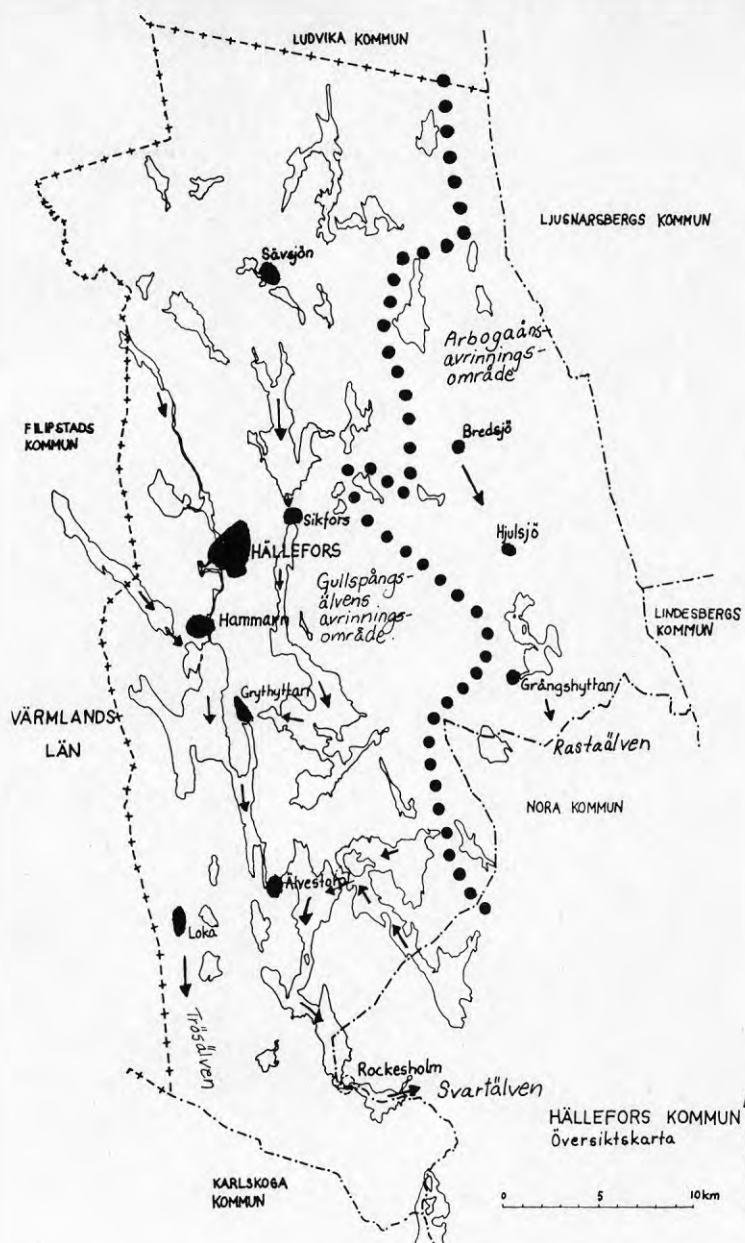 LUDVIKA KOMMUN
LJUSNARSBERGS KOMMUN
Sävsjön
Arbogaåns-
avrinnings-
område
FILIPSTADS
KOMMUN
Bredsjö
Sikfors
Hjulsjö
HÄLLEFORS
Gullspångs-
älvens
avrinnings-
område.
LINDESBERGS
KOMMUN
Hammarn
Grängshyttan
Grythyttan
VÄRMLANDS
LÄN
Rastaälven
NORA KOMMUN
Älvestorp
Loka
Trösälven
Rockesholm
Svartälven
HÄLLEFORS KOMMUN
Översiktskarta
KARLSKOGA
KOMMUN
0 5 10 km